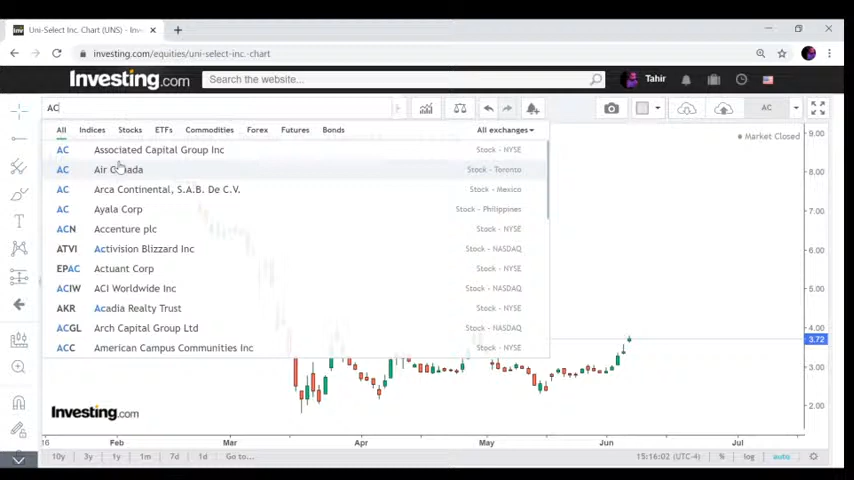 Uni-Select Inc. Chart (UNS) - Inve
investing.com/equities/uni-select-inc.-chart
Investing.com
Search the website...
Tahir
AC
AC
All Indices Stocks ETFs Commodities Forex Futures Bonds All exchanges
Market Closed
AC Associated Capital Group Inc Stock - NYSE
AC Air Canada Stock - Toronto
AC Arca Continental, S.A.B. De C.V. Stock - Mexico
AC Ayala Corp Stock - Philippines
ACN Accenture plc Stock - NYSE
ATVI Activision Blizzard Inc Stock - NASDAQ
EPAC Actuant Corp Stock - NYSE
ACIW ACI Worldwide Inc Stock - NASDAQ
AKR Acadia Realty Trust Stock - NYSE
ACGL Arch Capital Group Ltd Stock - NASDAQ
ACC American Campus Communities Inc Stock - NYSE
9.00
8.00
7.00
6.00
5.00
4.00
3.72
3.00
2.00
Investing.com
16 Feb Mar Apr May Jun Jul
10y 3y 1y 1m 7d 1d Go to... 15:16:02 (UTC-4) % log auto